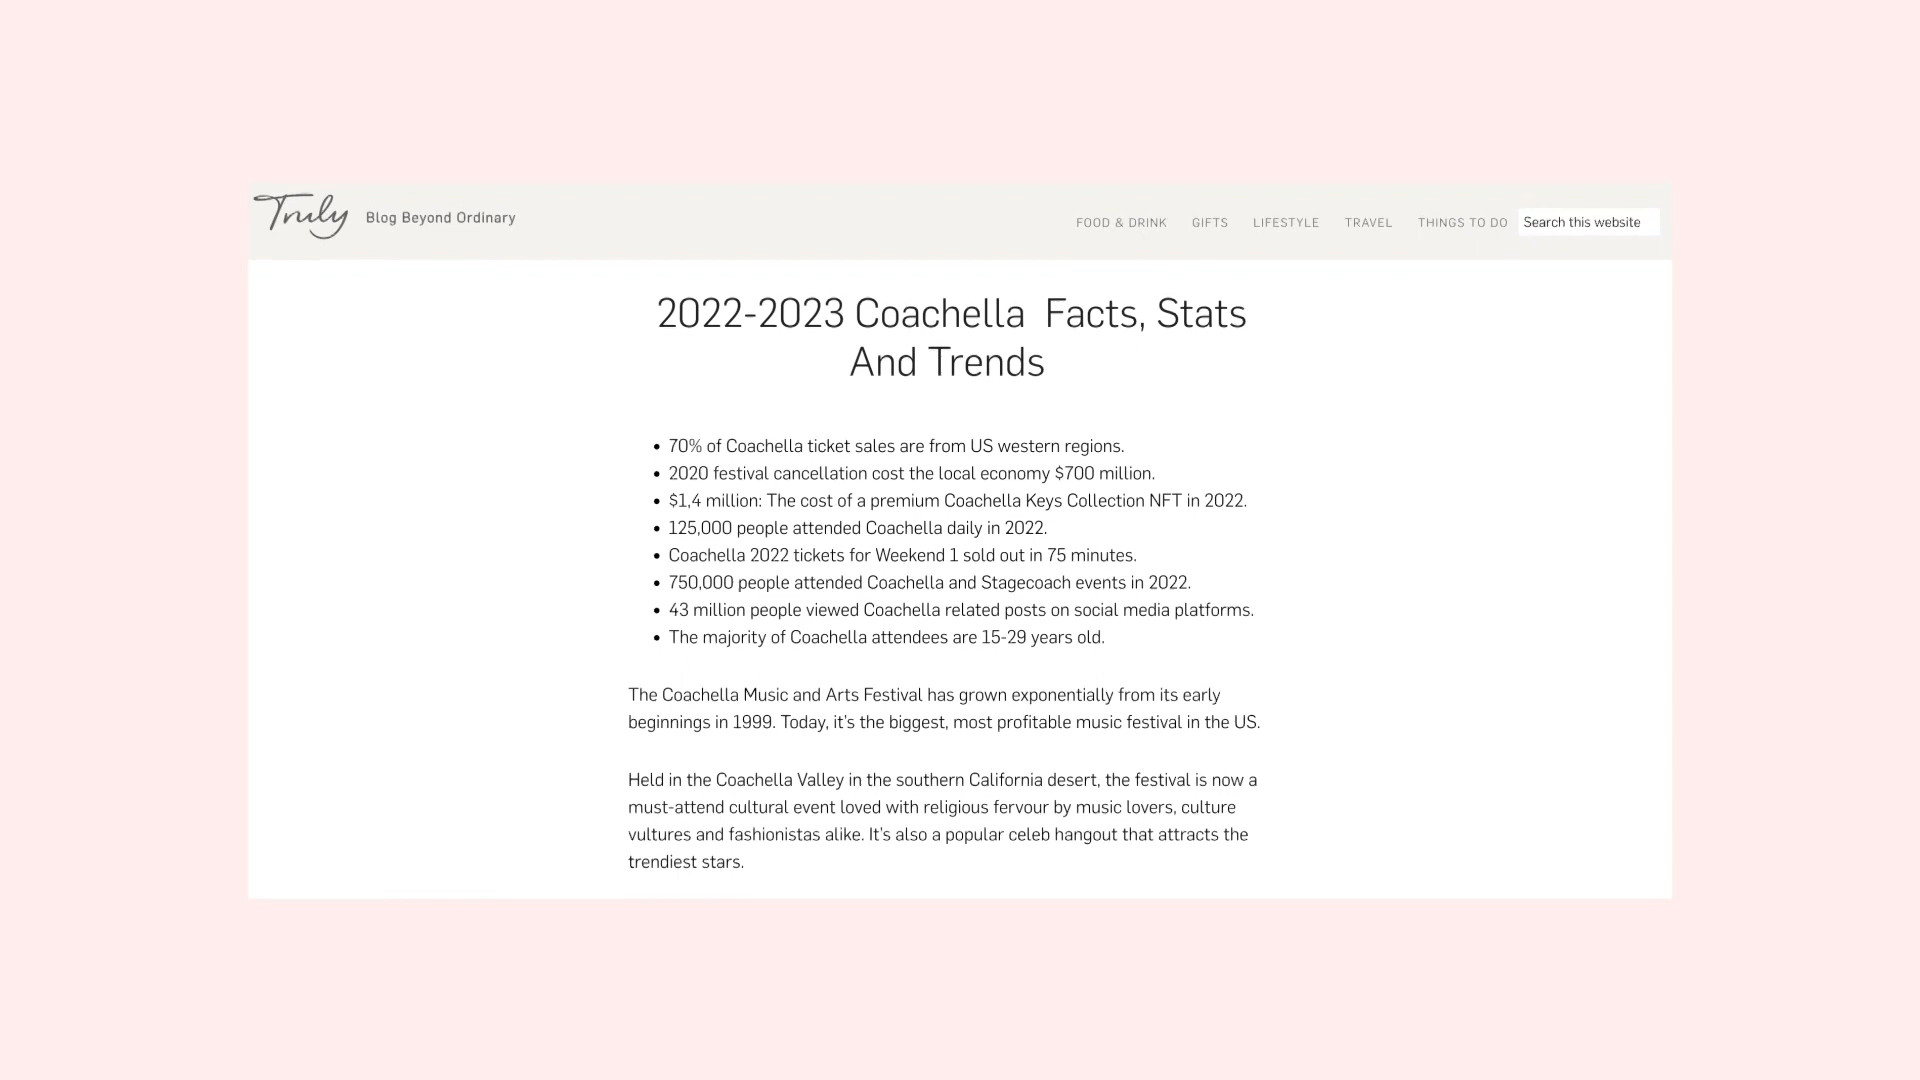 Truly Blog Beyond Ordinary
FOOD & DRINK GIFTS LIFESTYLE TRAVEL THINGS TO DO Search this website
2022-2023 Coachella Facts, Stats
And Trends
• 70% of Coachella ticket sales are from US western regions.
• 2020 festival cancellation cost the local economy $700 million.
• $1,4 million: The cost of a premium Coachella Keys Collection NFT in 2022.
• 125,000 people attended Coachella daily in 2022.
• Coachella 2022 tickets for Weekend 1 sold out in 75 minutes.
• 750,000 people attended Coachella and Stagecoach events in 2022.
• 43 million people viewed Coachella related posts on social media platforms.
• The majority of Coachella attendees are 15-29 years old.
The Coachella Music and Arts Festival has grown exponentially from its early
beginnings in 1999. Today, it's the biggest, most profitable music festival in the US.
Held in the Coachella Valley in the southern California desert, the festival is now a
must-attend cultural event loved with religious fervour by music lovers, culture
vultures and fashionistas alike. It's also a popular celeb hangout that attracts the
trendiest stars.